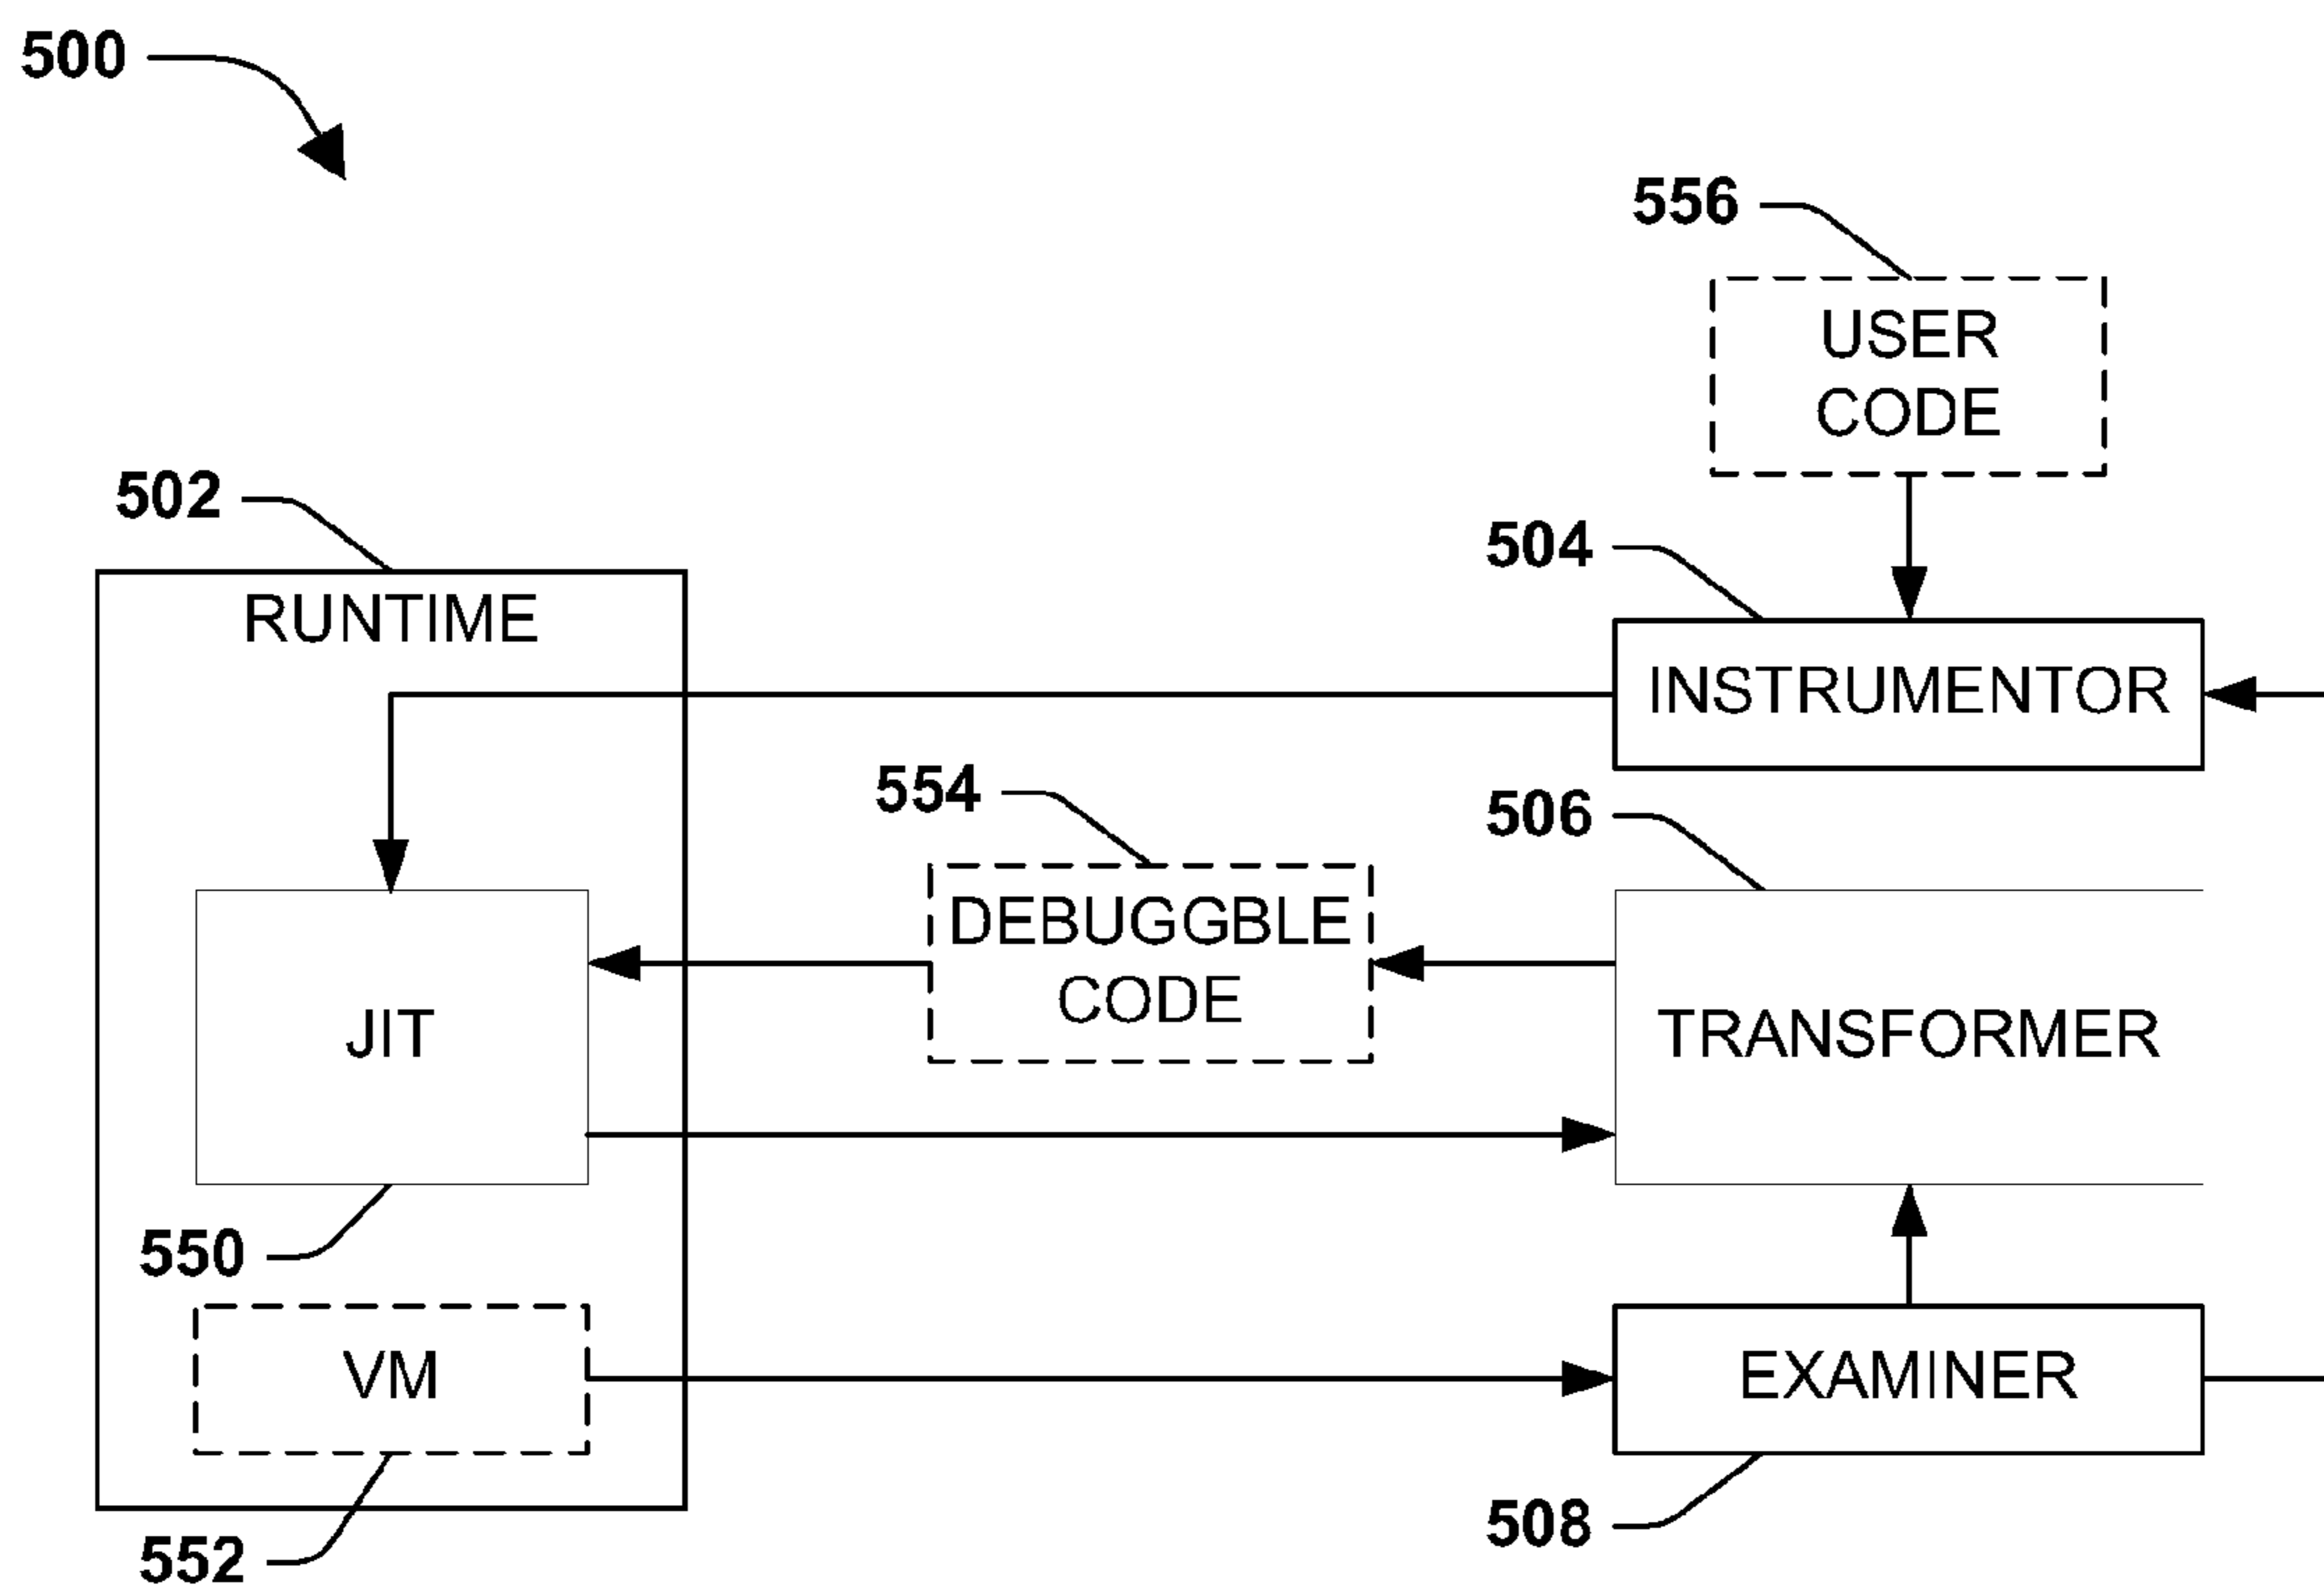 500
556
USER
CODE
502
504
RUNTIME
INSTRUMENTOR
554
506
DEBUGGBLE
CODE
JIT
TRANSFORMER
550
VM
EXAMINER
508
552